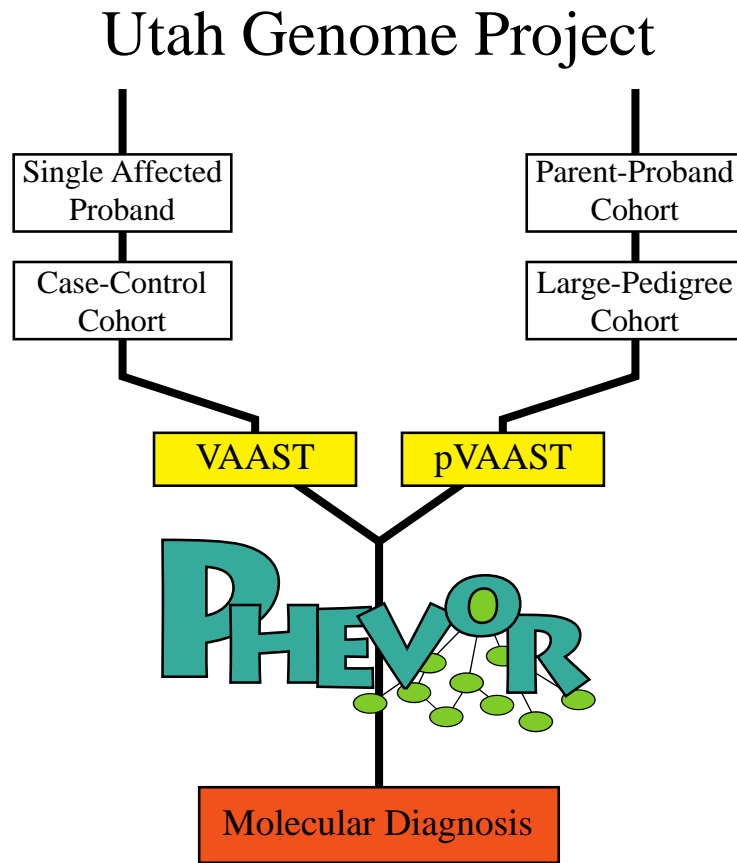 Utah Genome Project
Single Affected
Proband
Case-Control
Cohort
Parent-Proband
Cohort
Large-Pedigree
Cohort
VAAST
pVAAST
PHEVOR
Molecular Diagnosis